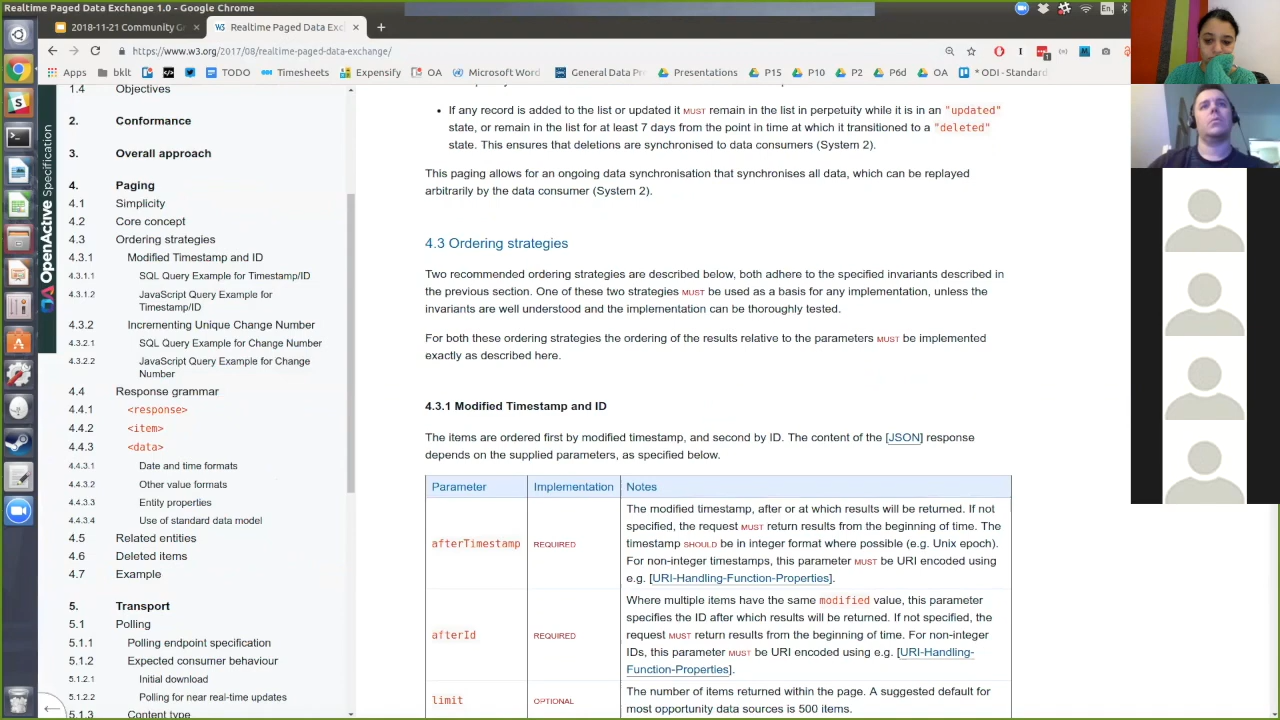 Realtime Paged Data Exchange 1.0 - Google Chrome
En,
2018-11-21 Community Gr
Realtime Paged Data Exc
https://www.w3.org/2017/08/realtime-paged-data-exchange/
Apps
bklt
TODO
Timesheets
Expensify
OA
Microsoft Word
General Data Pr
Presentations
P15
P10
P2
P6d
OA
* ODI - Standard
OpenActive Specification
1.4 Objectives
2. Conformance
3. Overall approach
4. Paging
4.1 Simplicity
4.2 Core concept
4.3 Ordering strategies
4.3.1 Modified Timestamp and ID
4.3.1.1 SQL Query Example for Timestamp/ID
4.3.1.2 JavaScript Query Example for
Timestamp/ID
4.3.2 Incrementing Unique Change Number
4.3.2.1 SQL Query Example for Change Number
4.3.2.2 JavaScript Query Example for Change
Number
4.4 Response grammar
4.4.1 <response>
4.4.2 <item>
4.4.3 <data>
4.4.3.1 Date and time formats
4.4.3.2 Other value formats
4.4.3.3 Entity properties
4.4.3.4 Use of standard data model
4.5 Related entities
4.6 Deleted items
4.7 Example
5. Transport
5.1 Polling
5.1.1 Polling endpoint specification
5.1.2 Expected consumer behaviour
5.1.2.1 Initial download
5.1.2.2 Polling for near real-time updates
5.1.3 Content type
If any record is added to the list or updated it MUST remain in the list in perpetuity while it is in an "updated"
state, or remain in the list for at least 7 days from the point in time at which it transitioned to a "deleted"
state. This ensures that deletions are synchronised to data consumers (System 2).
This paging allows for an ongoing data synchronisation that synchronises all data, which can be replayed
arbitrarily by the data consumer (System 2).
4.3 Ordering strategies
Two recommended ordering strategies are described below, both adhere to the specified invariants described in
the previous section. One of these two strategies MUST be used as a basis for any implementation, unless the
invariants are well understood and the implementation can be thoroughly tested.
For both these ordering strategies the ordering of the results relative to the parameters MUST be implemented
exactly as described here.
4.3.1 Modified Timestamp and ID
The items are ordered first by modified timestamp, and second by ID. The content of the [JSON] response
depends on the supplied parameters, as specified below.
Parameter Implementation Notes
The modified timestamp, after or at which results will be returned. If not
specified, the request MUST return results from the beginning of time. The
afterTimestamp REQUIRED timestamp SHOULD be in integer format where possible (e.g. Unix epoch).
For non-integer timestamps, this parameter MUST be URI encoded using
e.g. [URI-Handling-Function-Properties].
Where multiple items have the same modified value, this parameter
specifies the ID after which results will be returned. If not specified, the
afterId REQUIRED request MUST return results from the beginning of time. For non-integer
IDs, this parameter MUST be URI encoded using e.g. [URI-Handling-
Function-Properties].
The number of items returned within the page. A suggested default for
limit OPTIONAL most opportunity data sources is 500 items.